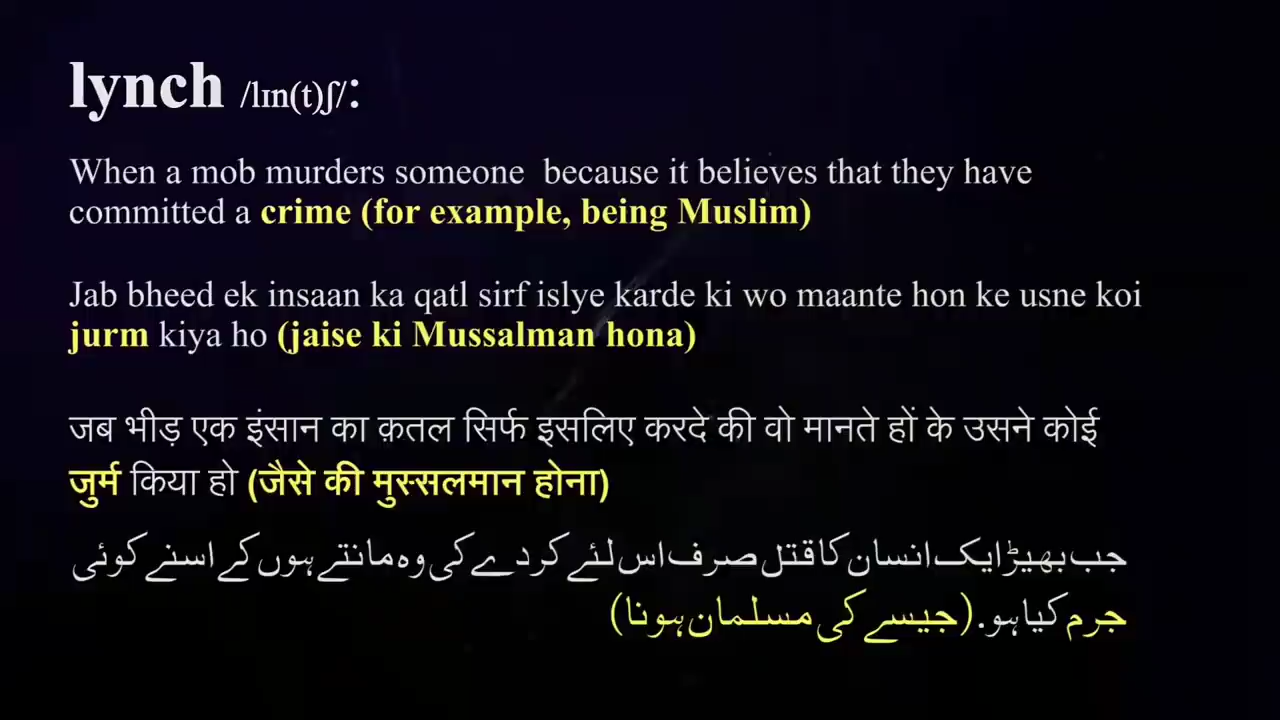 lynch /lɪn(t)ʃ/:
When a mob murders someone  because it believes that they have
committed a crime (for example, being Muslim)
Jab bheed ek insaan ka qatl sirf islye karde ki wo maante hon ke usne koi
jurm kiya ho (jaise ki Mussalman hona)
जब भीड़ एक इंसान का क़तल सिर्फ इसलिए करदे की वो मानते हों के उसने कोई
जुर्म किया हो (जैसे की मुस्सलमान होना)
جب بھیڑ ایک انسان کا قتل صرف اس لئے کر دے کی وہ مانتے ہوں کے اسنے کوئی
جرم کیا ہو. (جیسے کی مسلمان ہونا)